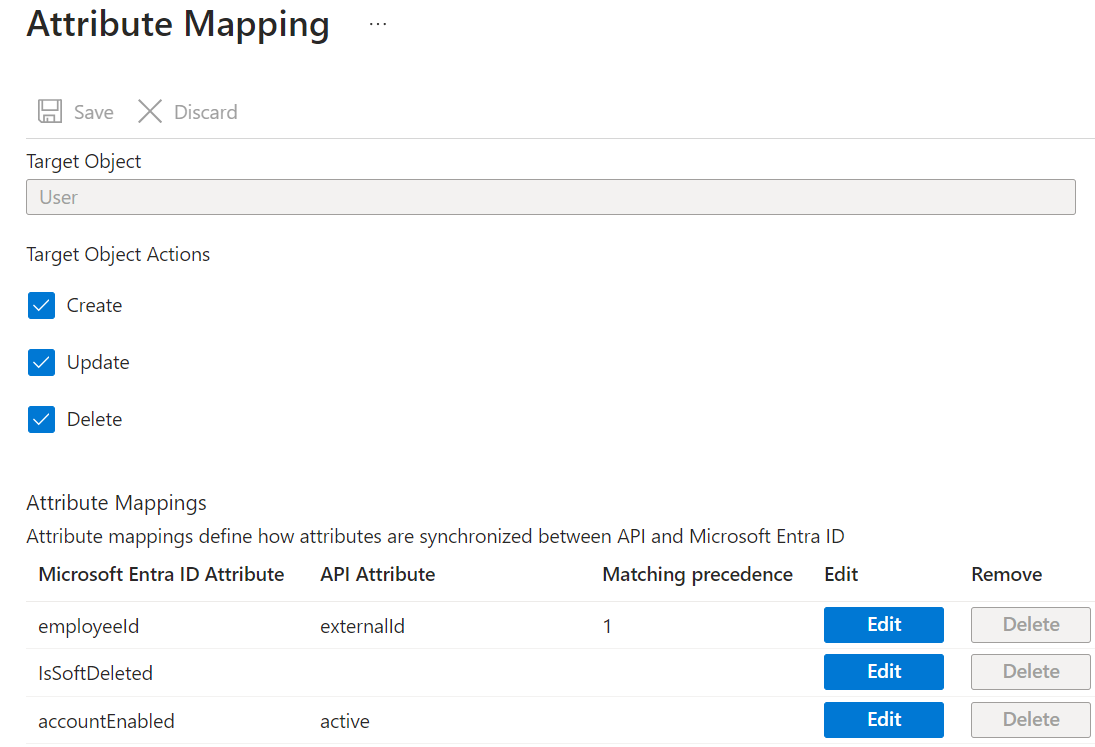 Attribute Mapping ...
Save Discard
Target Object
User
Target Object Actions
Create
Update
Delete
Attribute Mappings
Attribute mappings define how attributes are synchronized between API and Microsoft Entra ID
Microsoft Entra ID Attribute API Attribute Matching precedence Edit Remove
employeeId externalId 1 Edit Delete
IsSoftDeleted Edit Delete
accountEnabled active Edit Delete